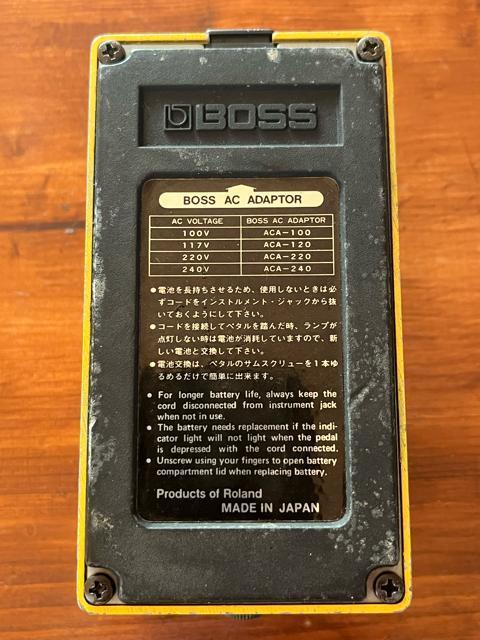 BOSS
BOSS AC ADAPTOR
AC VOLTAGE BOSS AC ADAPTOR
100V ACA-100
117V ACA-120
220V ACA-220
240V ACA-240
●電池を長持ちさせるため、使用しないときは必
ずコードをインストルメント・ジャックから抜
いておくようにして下さい。
●コードを接続してペタルを踏んだ時、ランプが
点灯しない時は電池が消耗していますので、新
しい電池と交換して下さい。
●電池交換は、ペタルのサムスクリューを1本ゆ
るめるだけで簡単に出来ます。
● For longer battery life, always keep the
cord disconnected from instrument jack
when not in use.
● The battery needs replacement if the indi-
cator light will not light when the pedal
is depressed with the cord connected.
● Unscrew using your fingers to open battery
compartment lid when replacing battery.
Products of Roland
MADE IN JAPAN